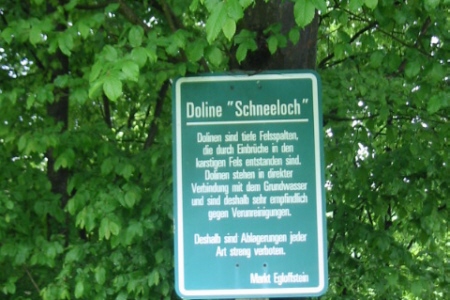 Doline "Schneeloch"
Dolinen sind tiefe Felsspalten,
die durch Einbrüche in den
karstigen Fels entstanden sind.
Dolinen stehen in direkter
Verbindung mit dem Grundwasser
und sind deshalb sehr empfindlich
gegen Verunreinigungen.
Deshalb sind Ablagerungen jeder
Art streng verboten.
Markt Egloffstein